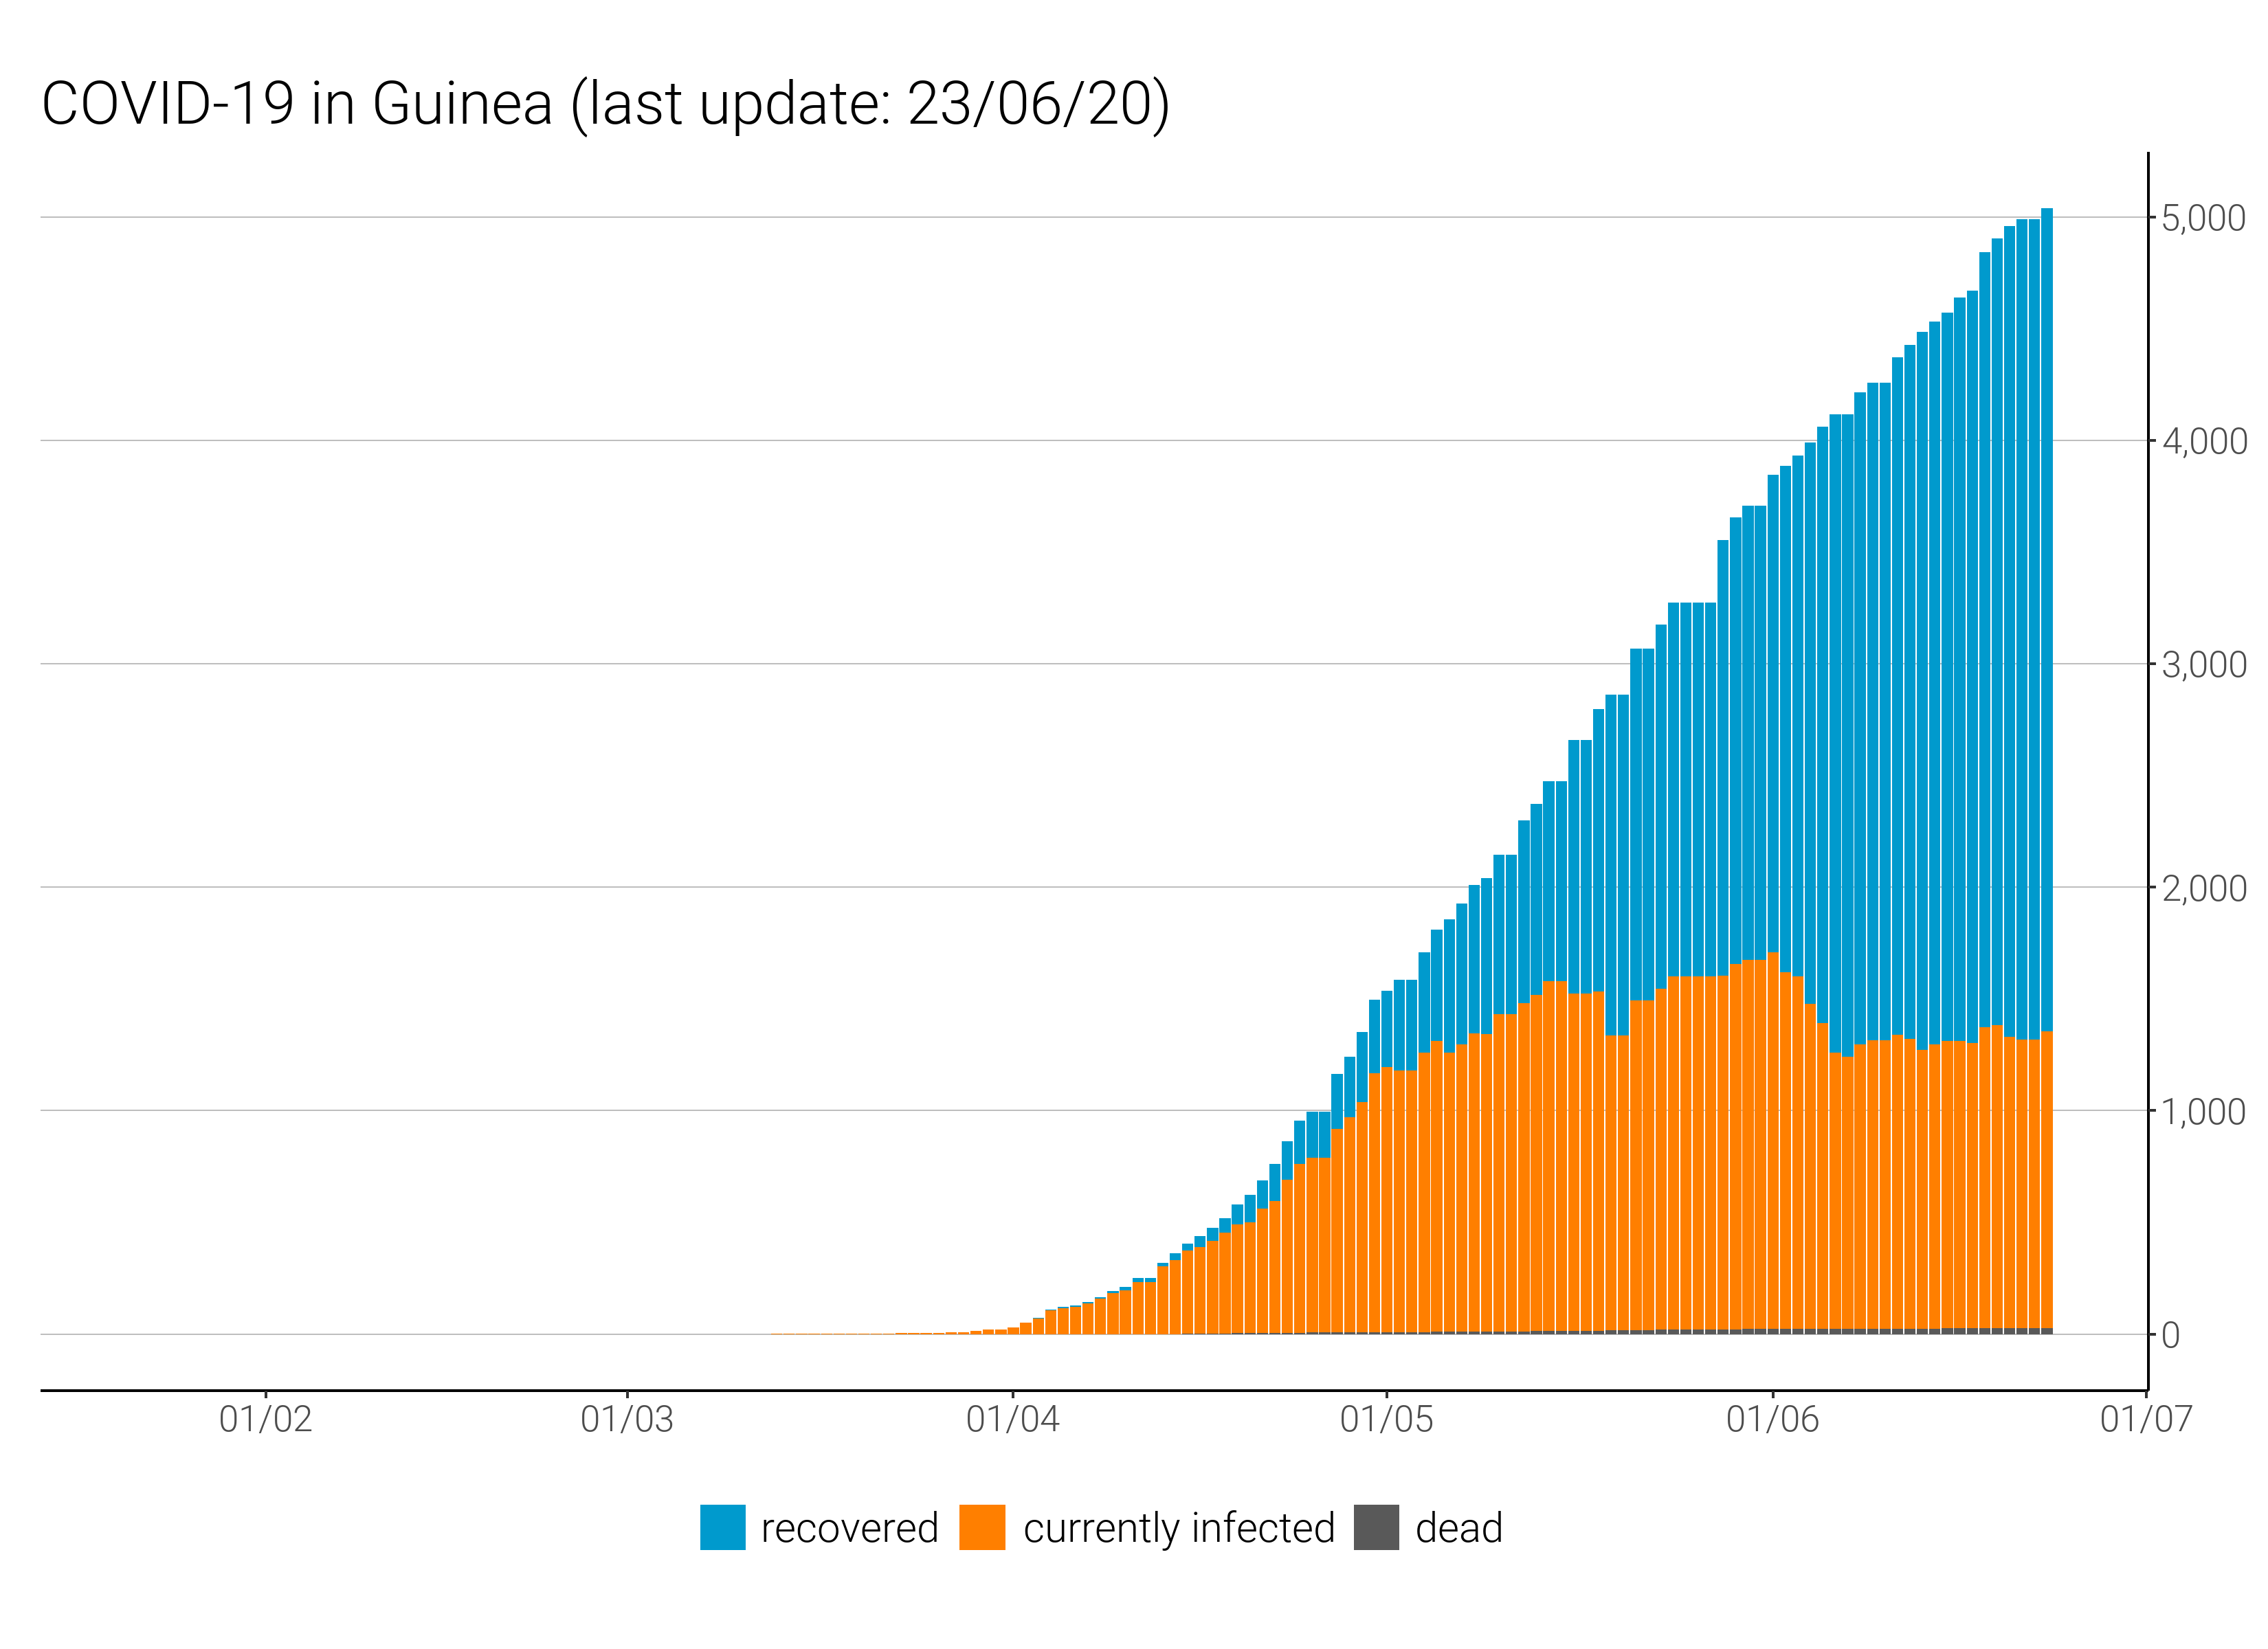 COVID-19 in Guinea (last update: 23/06/20)
5,000
4,000
3,000
2,000
1,000
0
01/02 01/03 01/04 01/05 01/06 01/07
recovered currently infected dead